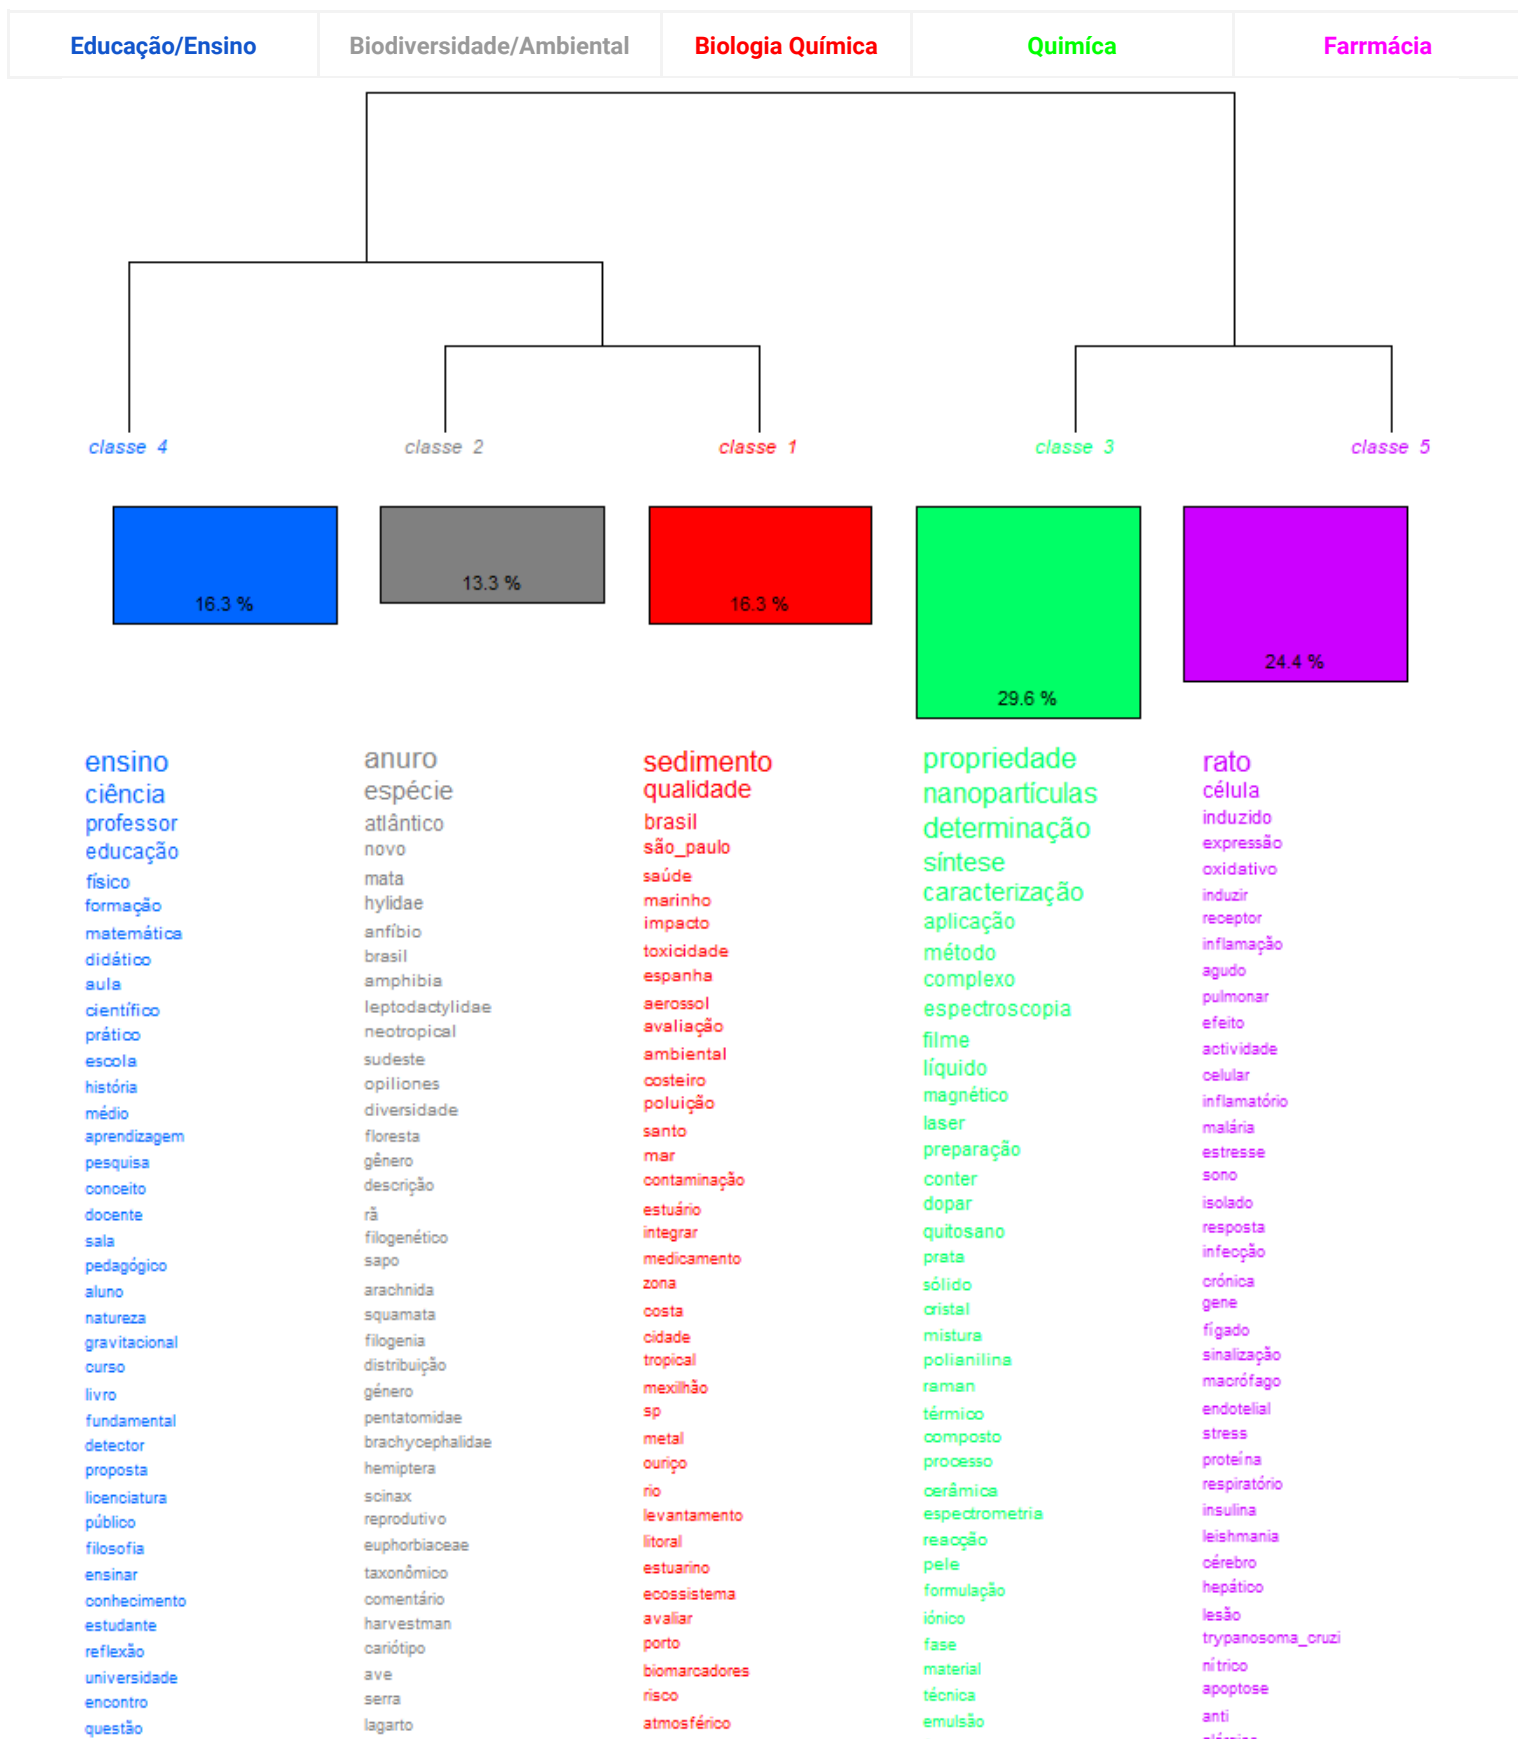 Educação/Ensino
Biodiversidade/Ambiental
Biologia Química
Quimíca
Farrmácia
classe 4
classe 2
classe 1
classe 3
classe 5
16.3 %
13.3 %
16.3 %
29.6 %
24.4 %
ensino
ciência
professor
educação
físico
formação
matemática
didático
aula
científico
prático
escola
história
médio
aprendizagem
pesquisa
conceito
docente
sala
pedagógico
aluno
natureza
gravitacional
curso
livro
fundamental
detector
proposta
licenciatura
público
filosofia
ensinar
conhecimento
estudante
reflexão
universidade
encontro
questão
anuro
espécie
atlântico
novo
mata
hylidae
anfíbio
brasil
amphibia
leptodactylidae
neotropical
sudeste
opiliones
diversidade
floresta
gênero
descrição
rã
filogenético
sapo
arachnida
squamata
filogenia
distribuição
género
pentatomidae
brachycephalidae
hemiptera
scinax
reprodutivo
euphorbiaceae
taxonômico
comentário
harvestman
cariótipo
ave
serra
lagarto
sedimento
qualidade
brasil
são_paulo
saúde
marinho
impacto
toxicidade
espanha
aerossol
avaliação
ambiental
costeiro
poluição
santo
mar
contaminação
estuário
integrar
medicamento
zona
costa
cidade
tropical
mexilhão
sp
metal
ouriço
rio
levantamento
litoral
estuarino
ecossistema
avaliar
porto
biomarcadores
risco
atmosférico
propriedade
nanopartículas
determinação
síntese
caracterização
aplicação
método
complexo
espectroscopia
filme
líquido
magnético
laser
preparação
conter
dopar
quitosano
prata
sólido
cristal
mistura
polianilina
raman
térmico
composto
processo
cerâmica
espectrometria
reacção
pele
formulação
iónico
fase
material
técnica
emulsão
rato
célula
induzido
expressão
oxidativo
induzir
receptor
inflamação
agudo
pulmonar
efeito
actividade
celular
inflamatório
malária
estresse
sono
isolado
resposta
infecção
crónica
gene
fígado
sinalização
macrófago
endotelial
stress
proteína
respiratório
insulina
leishmania
cérebro
hepático
lesão
trypanosoma_cruzi
nítrico
apoptose
anti